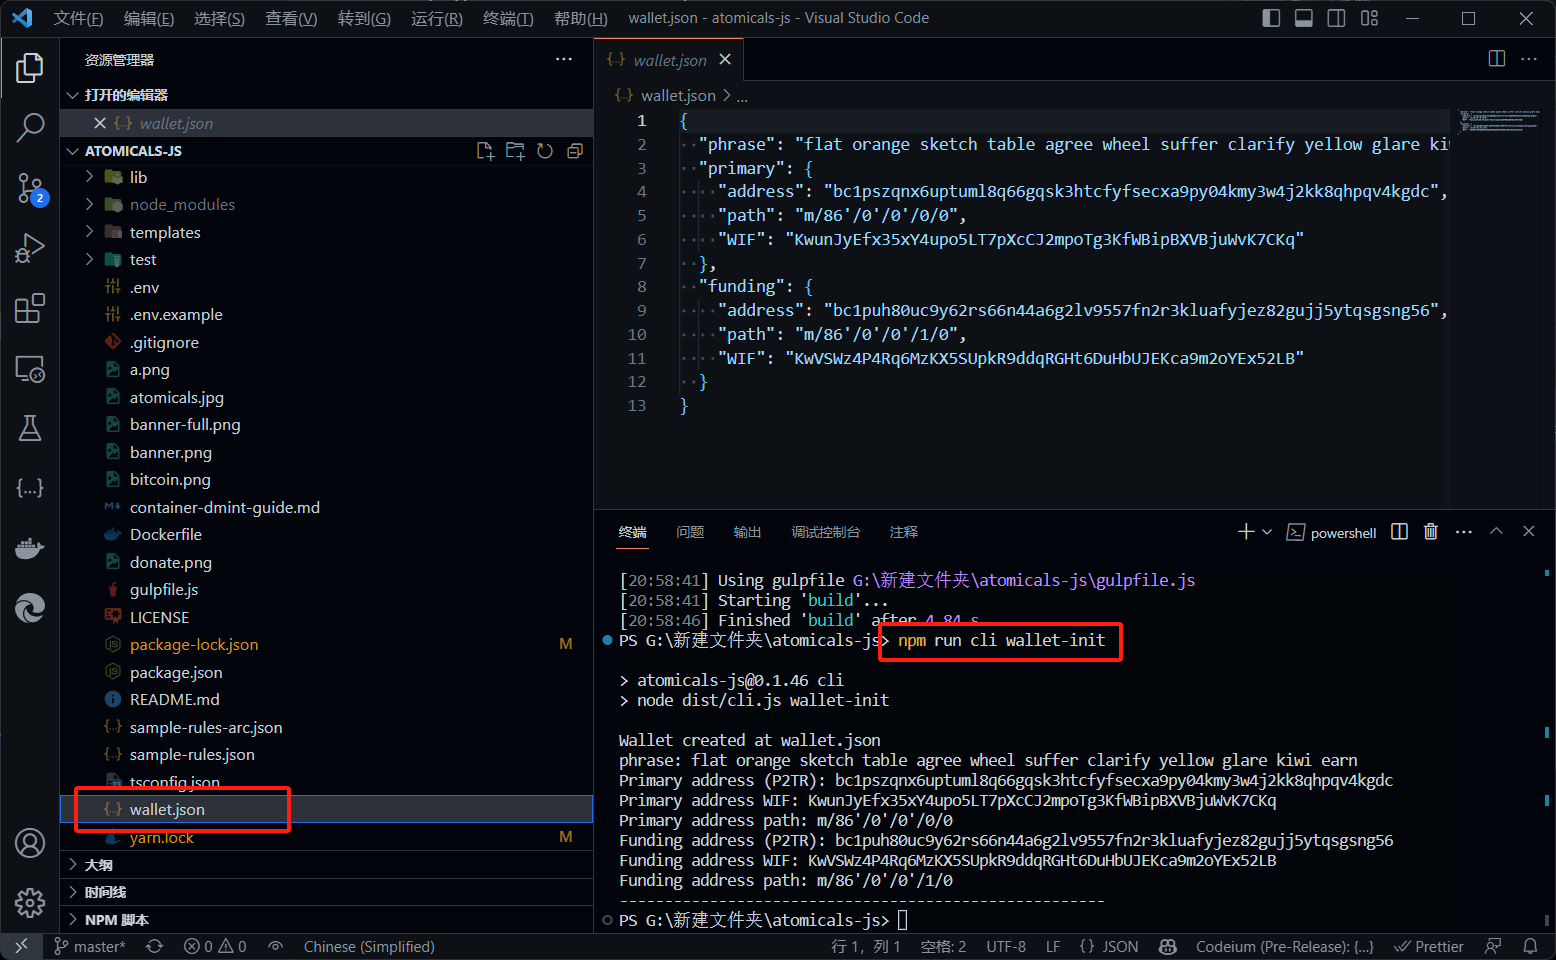 文件(F) 编辑(E) 选择(S) 查看(V) 转到(G) 运行(R) 终端(T) 帮助(H) wallet.json - atomicals-js - Visual Studio Code
资源管理器
打开的编辑器
wallet.json
ATOMICALS-JS
lib
node_modules
templates
test
.env
.env.example
.gitignore
a.png
atomicals.jpg
banner-full.png
banner.png
bitcoin.png
container-dmint-guide.md
Dockerfile
donate.png
gulpfile.js
LICENSE
package-lock.json M
package.json
README.md
sample-rules-arc.json
sample-rules.json
tsconfig.json
wallet.json
yarn.lock M
大纲
时间线
NPM 脚本
2
wallet.json
wallet.json > ...
1 {
2 "phrase": "flat orange sketch table agree wheel suffer clarify yellow glare ki
3 "primary": {
4 "address": "bc1pszqnx6uptuml8q66gqsk3htcfyfsecxa9py04kmy3w4j2kk8qhpqv4kgdc",
5 "path": "m/86'/0'/0'/0/0",
6 "WIF": "KwunJyEfx35xY4upo5LT7pXcCJ2mpoTg3KfWBipBXVBjuWvK7CKq"
7 },
8 "funding": {
9 "address": "bc1puh80uc9y62rs66n44a6g2lv9557fn2r3kluafyjez82gujj5ytqsgsng56",
10 "path": "m/86'/0'/0'/1/0",
11 "WIF": "KwVSWz4P4Rq6MzKX5SUpkR9ddqRGHt6DuHbUJEKca9m2oYEx52LB"
12 }
13 }
终端 问题 输出 调试控制台 注释 powershell
[20:58:41] Using gulpfile G:\新建文件夹\atomicals-js\gulpfile.js
[20:58:41] Starting 'build'...
[20:58:46] Finished 'build' after 4.84 s
PS G:\新建文件夹\atomicals-js> npm run cli wallet-init
> atomicals-js@0.1.46 cli
> node dist/cli.js wallet-init
Wallet created at wallet.json
phrase: flat orange sketch table agree wheel suffer clarify yellow glare kiwi earn
Primary address (P2TR): bc1pszqnx6uptuml8q66gqsk3htcfyfsecxa9py04kmy3w4j2kk8qhpqv4kgdc
Primary address WIF: KwunJyEfx35xY4upo5LT7pXcCJ2mpoTg3KfWBipBXVBjuWvK7CKq
Primary address path: m/86'/0'/0'/0/0
Funding address (P2TR): bc1puh80uc9y62rs66n44a6g2lv9557fn2r3kluafyjez82gujj5ytqsgsng56
Funding address WIF: KwVSWz4P4Rq6MzKX5SUpkR9ddqRGHt6DuHbUJEKca9m2oYEx52LB
Funding address path: m/86'/0'/0'/1/0
------------------------------------------------------
PS G:\新建文件夹\atomicals-js>
master* 0 0 Chinese (Simplified) 行 1, 列 1 空格: 2 UTF-8 LF {} JSON Codeium (Pre-Release): {...} Prettier